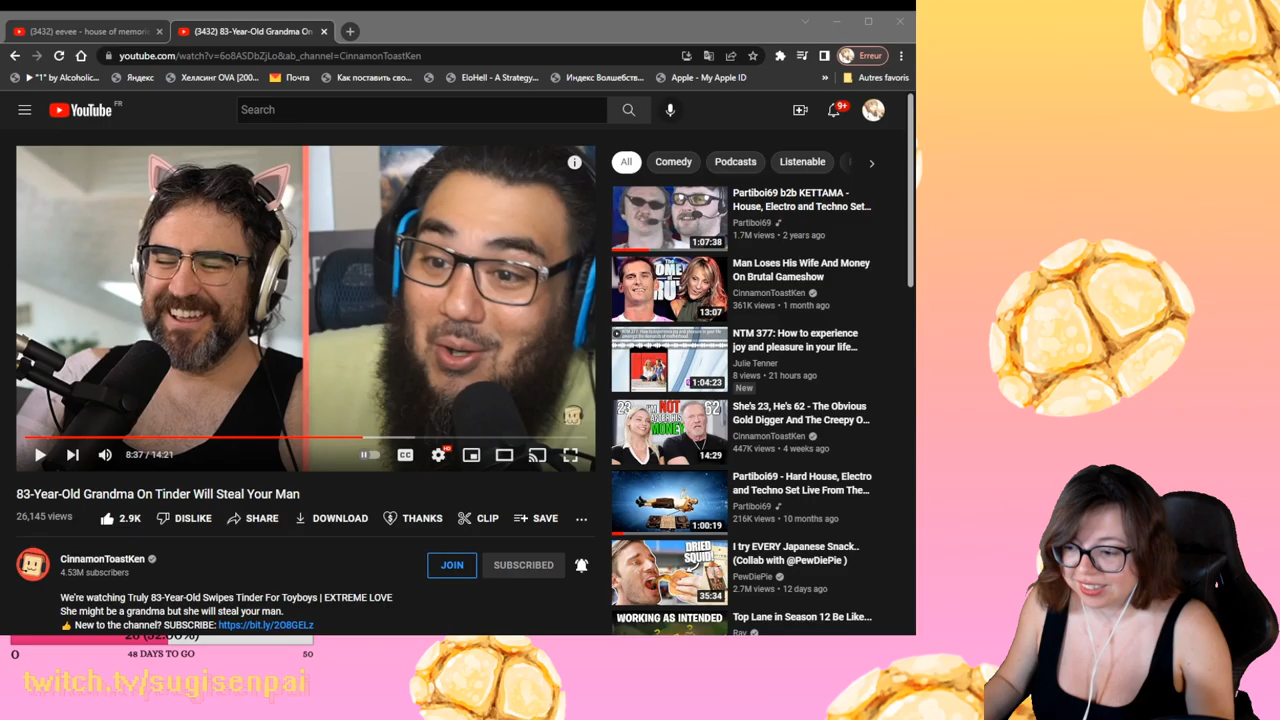 (3432) eevee - house of memori
(3432) 83-Year-Old Grandma On
youtube.com/watch?v=6o8ASDbZjLo&ab_channel=CinnamonToastKen
Erreur
▶ "1" by Alcoholic...
Яндекс
Хеллсинг OVA [200...
Почта
Как поставить сво...
EloHell - A Strategy...
Индекс Волшебств...
Apple - My Apple ID
»
Autres favoris
YouTube FR
Search
9+
All
Comedy
Podcasts
Listenable
Partiboi69 b2b KETTAMA -
House, Electro and Techno Set...
Partiboi69
1.7M views • 2 years ago
1:07:38
Man Loses His Wife And Money
On Brutal Gameshow
CinnamonToastKen
361K views • 1 month ago
13:07
NTM 377: How to experience
joy and pleasure in your life...
Julie Tenner
8 views • 21 hours ago
New
1:04:23
She's 23, He's 62 - The Obvious
Gold Digger And The Creepy O...
CinnamonToastKen
447K views • 4 weeks ago
23 I'M NOT AFTER HIS MONEY 62
14:29
Partiboi69 - Hard House, Electro
and Techno Set Live From The...
Partiboi69
216K views • 10 months ago
1:00:19
I try EVERY Japanese Snack..
(Collab with @PewDiePie )
PewDiePie
2.7M views • 12 days ago
DRIED SQUID!
35:34
Top Lane in Season 12 Be Like...
Rav
WORKING AS INTENDED
8:37 / 14:21
CC
HD
83-Year-Old Grandma On Tinder Will Steal Your Man
26,145 views
2.9K
DISLIKE
SHARE
DOWNLOAD
THANKS
CLIP
SAVE
CinnamonToastKen
4.53M subscribers
JOIN
SUBSCRIBED
We're Watching Truly 83-Year-Old Swipes Tinder For Toyboys | EXTREME LOVE
She might be a grandma but she will steal your man.
👍 New to the channel? SUBSCRIBE: https://bit.ly/2O8GELz
0
48 DAYS TO GO
50
twitch.tv/sugisenpai